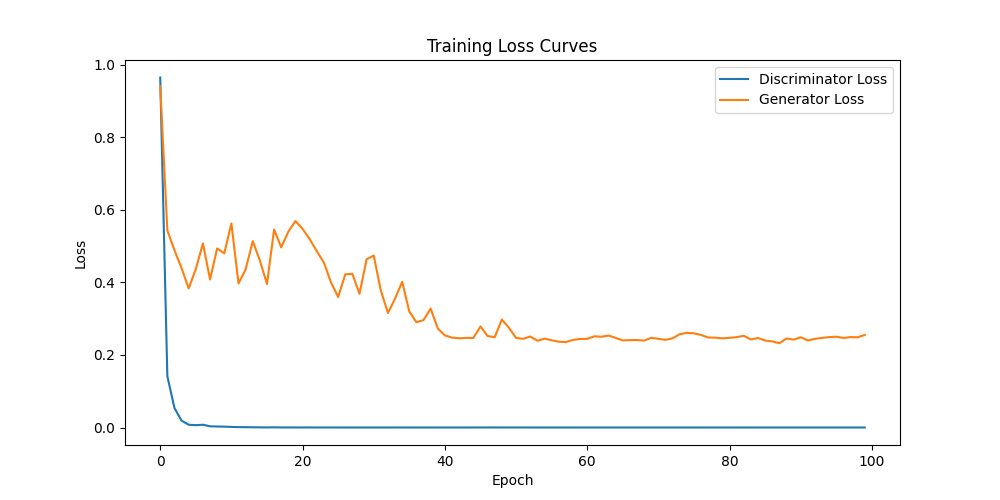 Training Loss Curves
Discriminator Loss
Generator Loss
1.0
0.8
0.6
0.4
0.2
0.0
Loss
0 20 40 60 80 100
Epoch